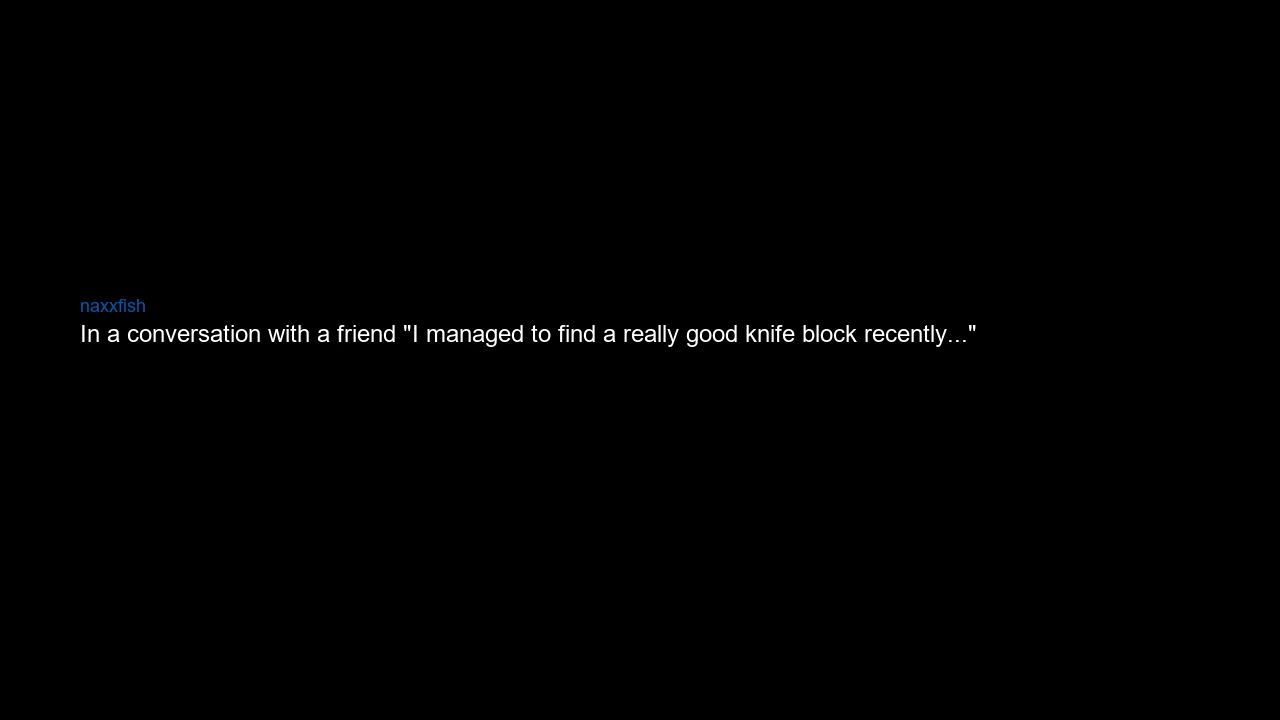 naxxfish
In a conversation with a friend "I managed to find a really good knife block recently..."